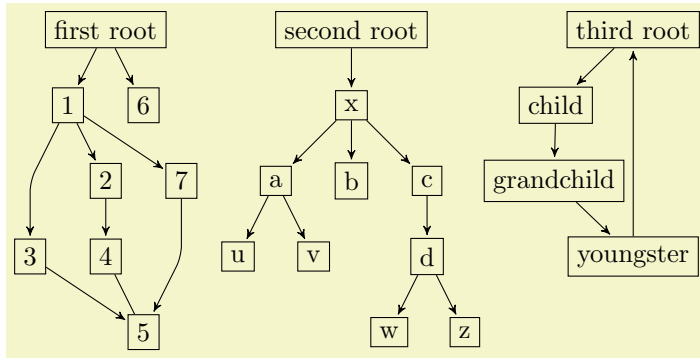 first root
second root
third root
1
6
x
child
2
7
a
b
c
grandchild
3
4
u
v
d
youngster
5
w
z